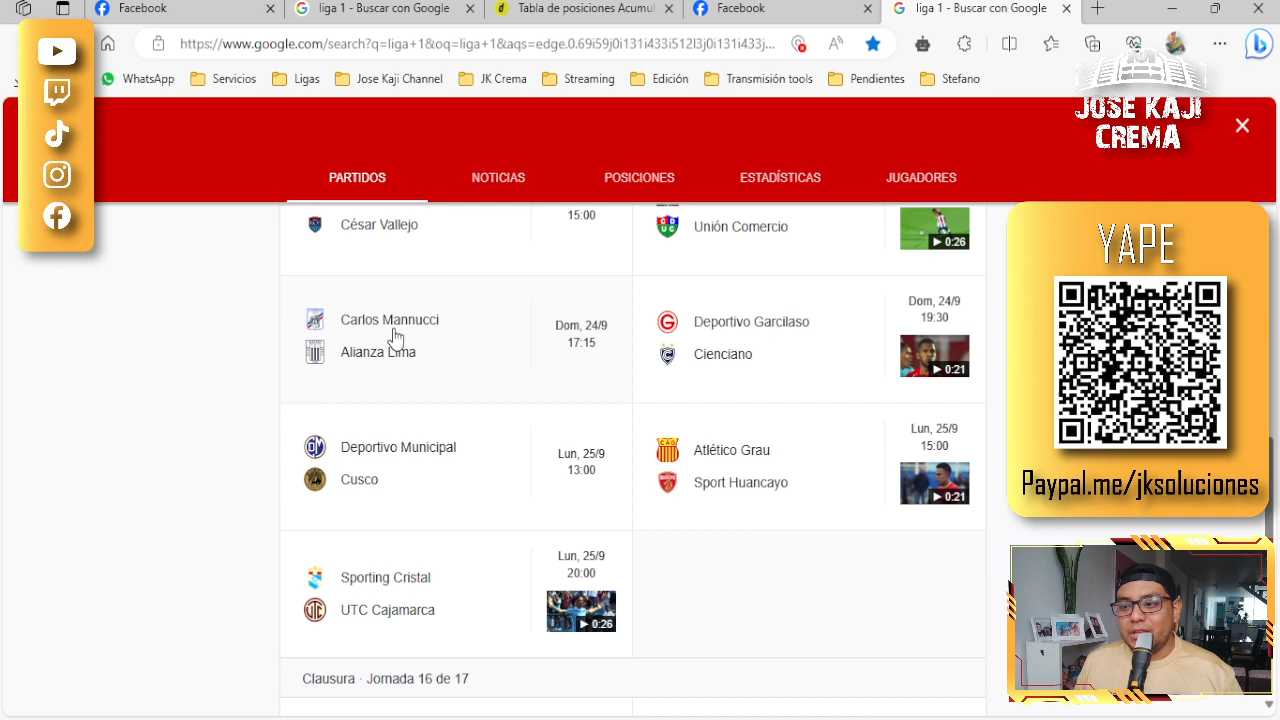 Facebook
liga 1 - Buscar con Google
Tabla de posiciones Acumul
Facebook
liga 1 - Buscar con Google
https://www.google.com/search?q=liga+1&oq=liga+1&aqs=edge.0.69i59j0i131i433i512l3j0i131i433j...
WhatsApp
Servicios
Ligas
Jose Kaji Chann
JK Crema
Streaming
Edición
Transmisión tools
Pendientes
Stefano
JOSE KAJI
CREMA
PARTIDOS
NOTICIAS
POSICIONES
ESTADÍSTICAS
JUGADORES
César Vallejo
15:00
Unión Comercio
0:26
Carlos Mannucci
Alianza Lima
Dom, 24/9
17:15
Deportivo Garcilaso
Cienciano
Dom, 24/9
19:30
0:21
Deportivo Municipal
Cusco
Lun, 25/9
13:00
Atlético Grau
Sport Huancayo
Lun, 25/9
15:00
0:21
Sporting Cristal
UTC Cajamarca
Lun, 25/9
20:00
0:26
Clausura · Jornada 16 de 17
YAPE
Paypal.me/jksoluciones